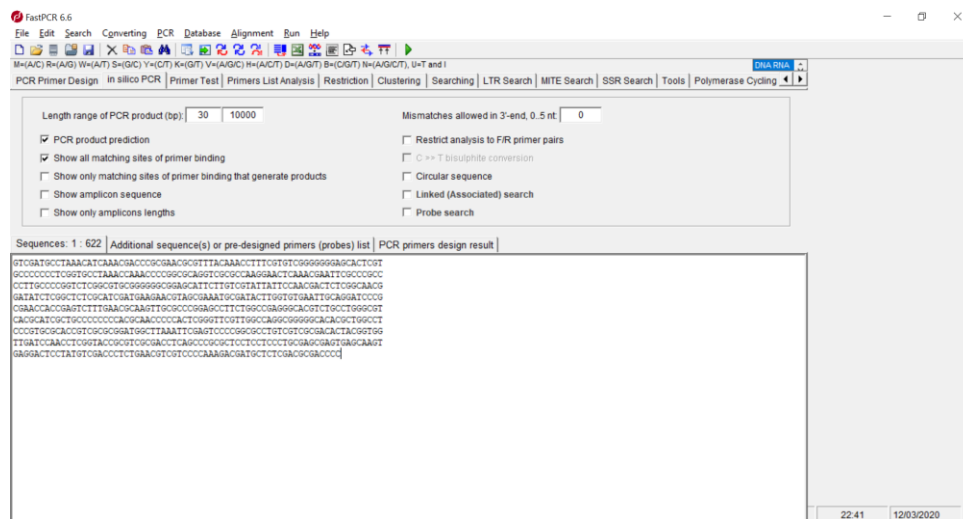 FastPCR 6.6
File Edit Search Converting PCR Database Alignment Run Help
M=(A/C) R=(A/G) W=(A/T) S=(G/C) Y=(C/T) K=(G/T) V=(A/G/C) H=(A/C/T) D=(A/G/T) B=(C/G/T) N=(A/G/C/T), U=T and I
DNA RNA
PCR Primer Design in silico PCR Primer Test Primers List Analysis Restriction Clustering Searching LTR Search MITE Search SSR Search Tools Polymerase Cycling
Length range of PCR product (bp): 30 10000
Mismatches allowed in 3'-end, 0..5 nt: 0
PCR product prediction
Restrict analysis to F/R primer pairs
Show all matching sites of primer binding
C >> T bisulphite conversion
Show only matching sites of primer binding that generate products
Circular sequence
Show amplicon sequence
Linked (Associated) search
Show only amplicons lengths
Probe search
Sequences: 1 : 622 Additional sequence(s) or pre-designed primers (probes) list PCR primers design result
GTCGATGCCTAAACATCAAACGACCCGCGAACGCGTTTACAAACCTTTCGTGTCGGGGGGGAGCACTCGT
GCCCCCCCTCGGTGCCTAAACCAAACCCCGGCGCAGGTCGCGCCAAGGAACTCAAACGAATTCGCCCGCC
CCTTGCCCCGGTCTCGGCGTGCGGGGGGCGGAGCATTCTTGTCGTATTATTCCAACGACTCTCGGCAACG
GATATCTCGGCTCTCGCATCGATGAAGAACGTAGCGAAATGCGATACTTGGTGTGAATTGCAGGATCCCG
CGAACCACCGAGTCTTTGAACGCAAGTTGCGCCCGGAGCCTTCTGGCCGAGGGCACGTCTGCCTGGGCGT
CACGCATCGCTGCCCCCCCCACGCAACCCCCACTCGGGTTCGTTGGCCAGGCGGGGGCACACGCTGGCCT
CCCGTGCGCACCGTCGCGCGGATGGCTTAAATTCGAGTCCCCGGCGCCTGTCGTCGCGACACTACGGTGG
TTGATCCAACCTCGGTACCGCGTCGCGACCTCAGCCCGCGCTCCTCCTCCCTGCGAGCGAGTGAGCAAGT
GAGGACTCCTATGTCGACCCTCTGAACGTCGTCCCCAAAGACGATGCTCTCGACGCGACCCC
22:41 12/03/2020